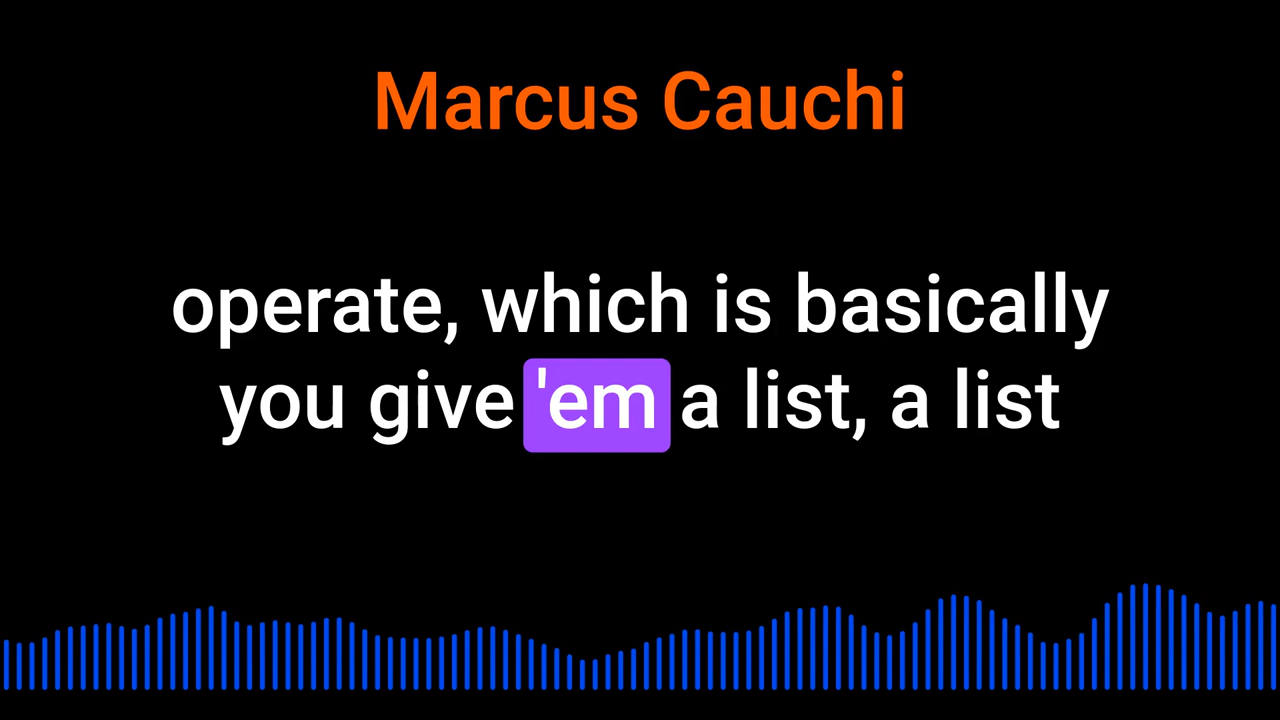 Marcus Cauchi
operate, which is basically
you give 'em a list, a list